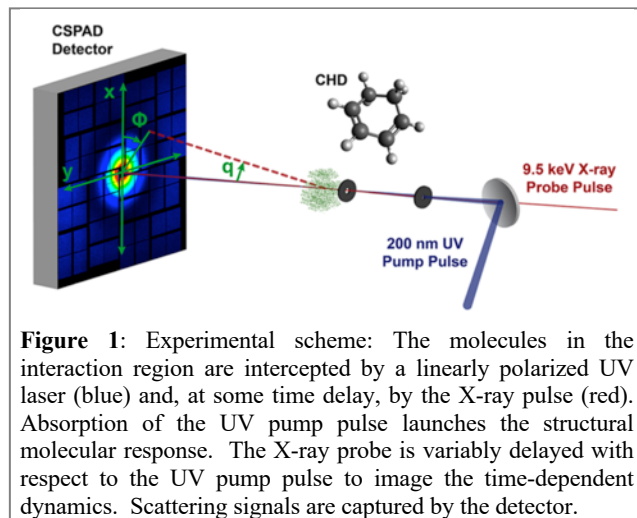 CSPAD
Detector
x
Φ
y
q
CHD
9.5 keV X-ray
Probe Pulse
200 nm UV
Pump Pulse
Figure 1: Experimental scheme: The molecules in the
interaction region are intercepted by a linearly polarized UV
laser (blue) and, at some time delay, by the X-ray pulse (red).
Absorption of the UV pump pulse launches the structural
molecular response. The X-ray probe is variably delayed with
respect to the UV pump pulse to image the time-dependent
dynamics. Scattering signals are captured by the detector.